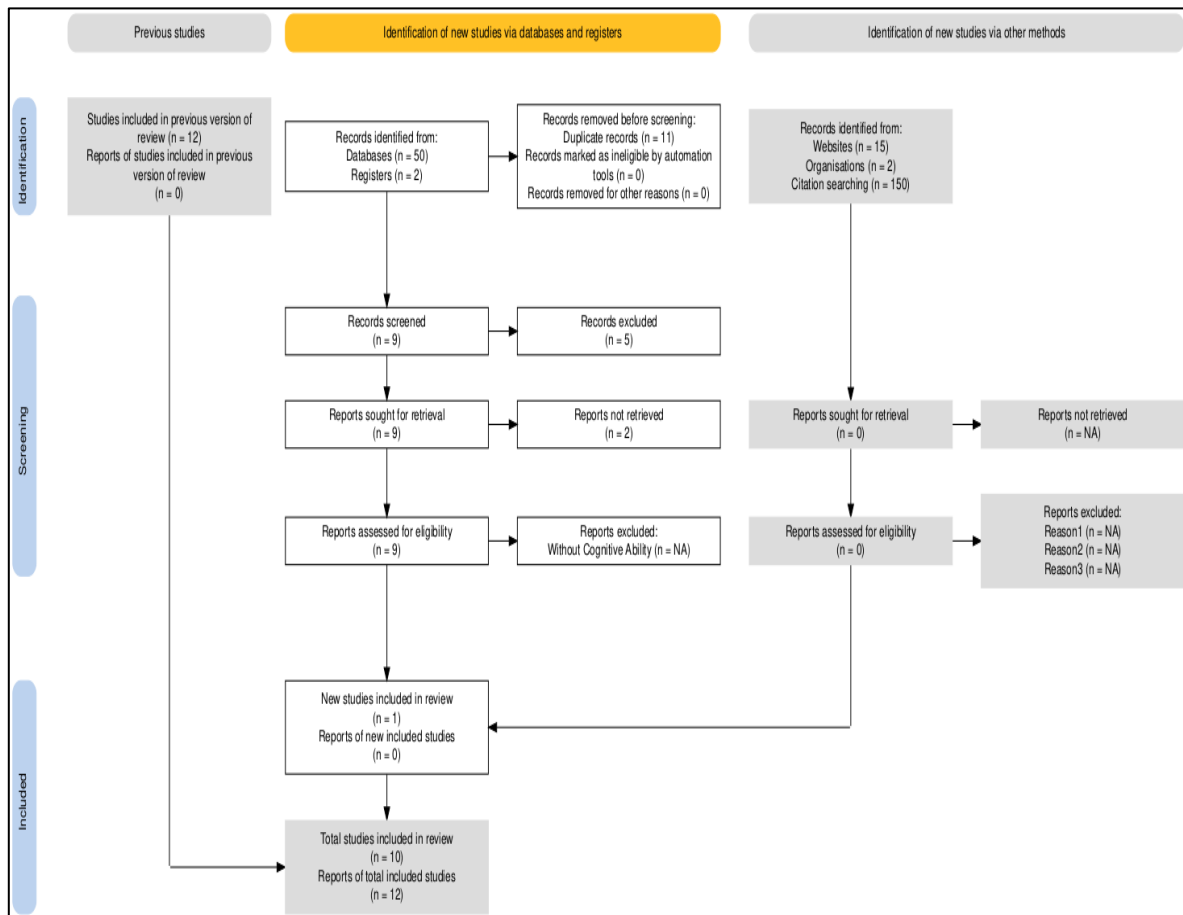 Previous studies
Identification of new studies via databases and registers
Identification of new studies via other methods
Identification
Studies included in previous version of
review (n = 12)
Reports of studies included in previous
version of review
(n = 0)
Records identified from:
Databases (n = 50)
Registers (n = 2)
Records removed before screening:
Duplicate records (n = 11)
Records marked as ineligible by automation
tools (n = 0)
Records removed for other reasons (n = 0)
Records identified from:
Websites (n = 15)
Organisations (n = 2)
Citation searching (n = 150)
Screening
Records screened
(n = 9)
Records excluded
(n = 5)
Reports sought for retrieval
(n = 9)
Reports not retrieved
(n = 2)
Reports sought for retrieval
(n = 0)
Reports not retrieved
(n = NA)
Reports assessed for eligibility
(n = 9)
Reports excluded:
Without Cognitive Ability (n = NA)
Reports assessed for eligibility
(n = 0)
Reports excluded:
Reason1 (n = NA)
Reason2 (n = NA)
Reason3 (n = NA)
Included
New studies included in review
(n = 1)
Reports of new included studies
(n = 0)
Total studies included in review
(n = 10)
Reports of total included studies
(n = 12)